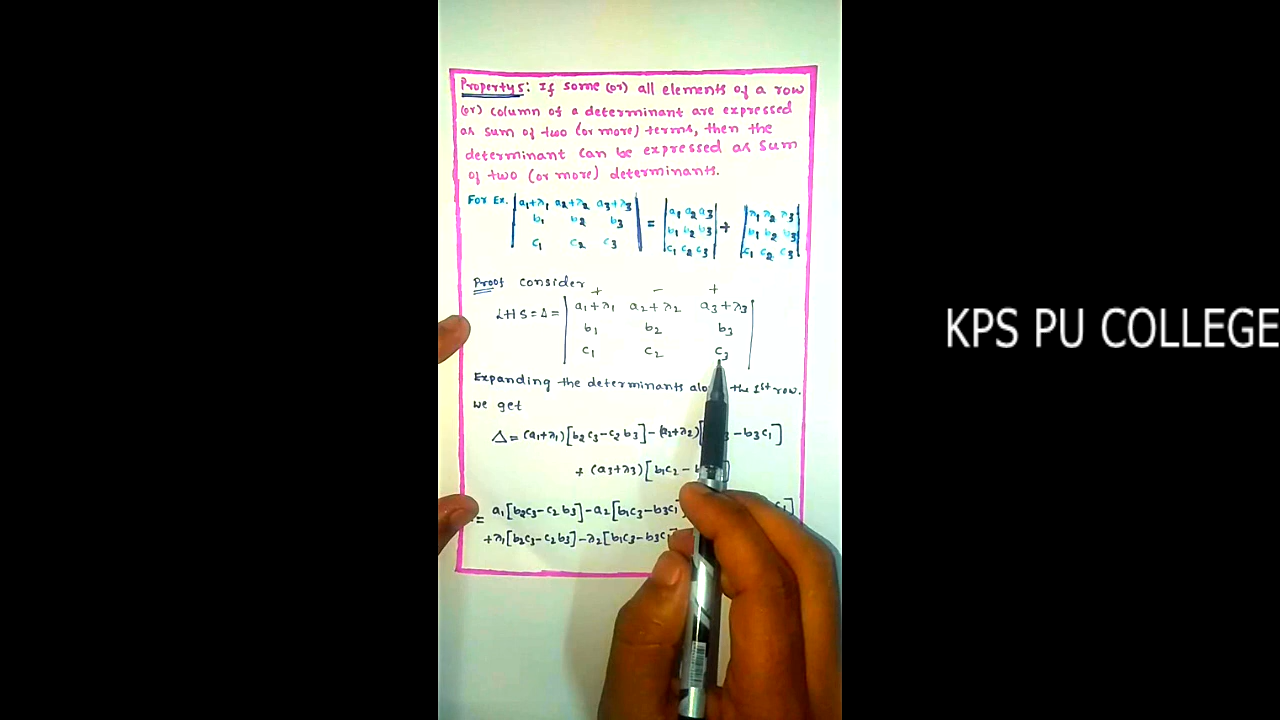 Property 5: If some (or) all elements of a row
(or) column of a determinant are expressed
as sum of two (or more) terms, then the
determinant can be expressed as sum
of two (or more) determinants.
For Ex. | a₁+λ₁ a₂+λ₂ a₃+λ₃ | = | a₁ a₂ a₃ | + | λ₁ λ₂ λ₃ |
| b₁ b₂ b₃ | | b₁ b₂ b₃ | | b₁ b₂ b₃ |
| c₁ c₂ c₃ | | c₁ c₂ c₃ | | c₁ c₂ c₃ |
Proof consider
+ − +
LHS = Δ = | a₁+λ₁ a₂+λ₂ a₃+λ₃ |
| b₁ b₂ b₃ |
| c₁ c₂ c₃ |
Expanding the determinants the 1st row.
we get
Δ = (a₁+λ₁)[b₂c₃−c₂b₃]−(a₂+λ₂)[ −b₃c₁]
+ (a₃+λ₃)[b₁c₂−
= a₁[b₂c₃−c₂b₃]−a₂[b₁c₃−b₃c₁]
+λ₁[b₂c₃−c₂b₃]−λ₂[b₁c₃−b₃c₁]
KPS PU COLLEGE